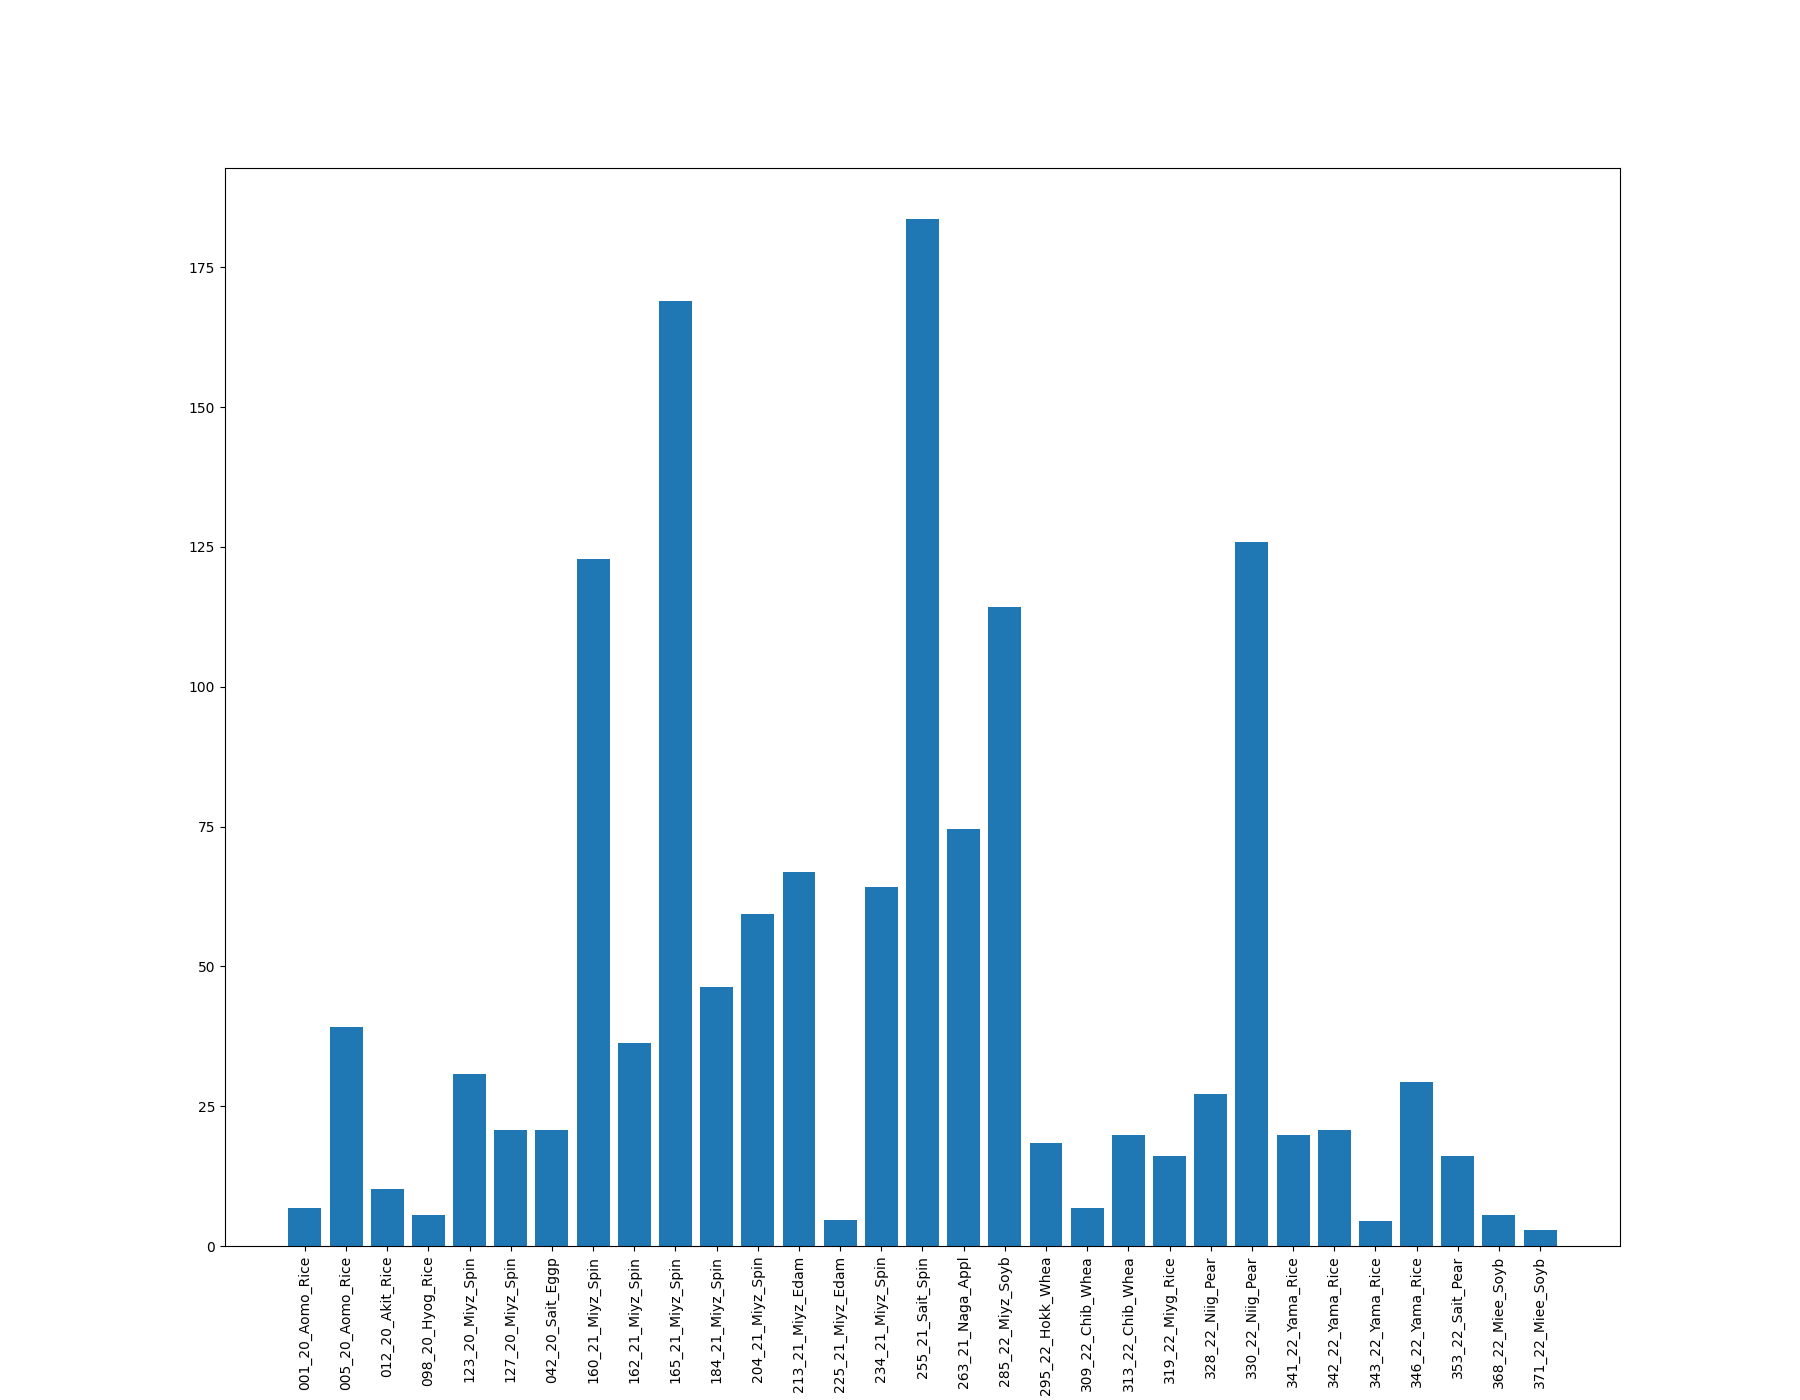 175
150
125
100
75
50
25
0
001_20_Aomo_Rice
005_20_Aomo_Rice
012_20_Akit_Rice
098_20_Hyog_Rice
123_20_Miyz_Spin
127_20_Miyz_Spin
042_20_Sait_Eggp
160_21_Miyz_Spin
162_21_Miyz_Spin
165_21_Miyz_Spin
184_21_Miyz_Spin
204_21_Miyz_Spin
213_21_Miyz_Edam
225_21_Miyz_Edam
234_21_Miyz_Spin
255_21_Sait_Spin
263_21_Naga_Appl
285_22_Miyz_Soyb
295_22_Hokk_Whea
309_22_Chib_Whea
313_22_Chib_Whea
319_22_Miyg_Rice
328_22_Niig_Pear
330_22_Niig_Pear
341_22_Yama_Rice
342_22_Yama_Rice
343_22_Yama_Rice
346_22_Yama_Rice
353_22_Sait_Pear
368_22_Miee_Soyb
371_22_Miee_Soyb